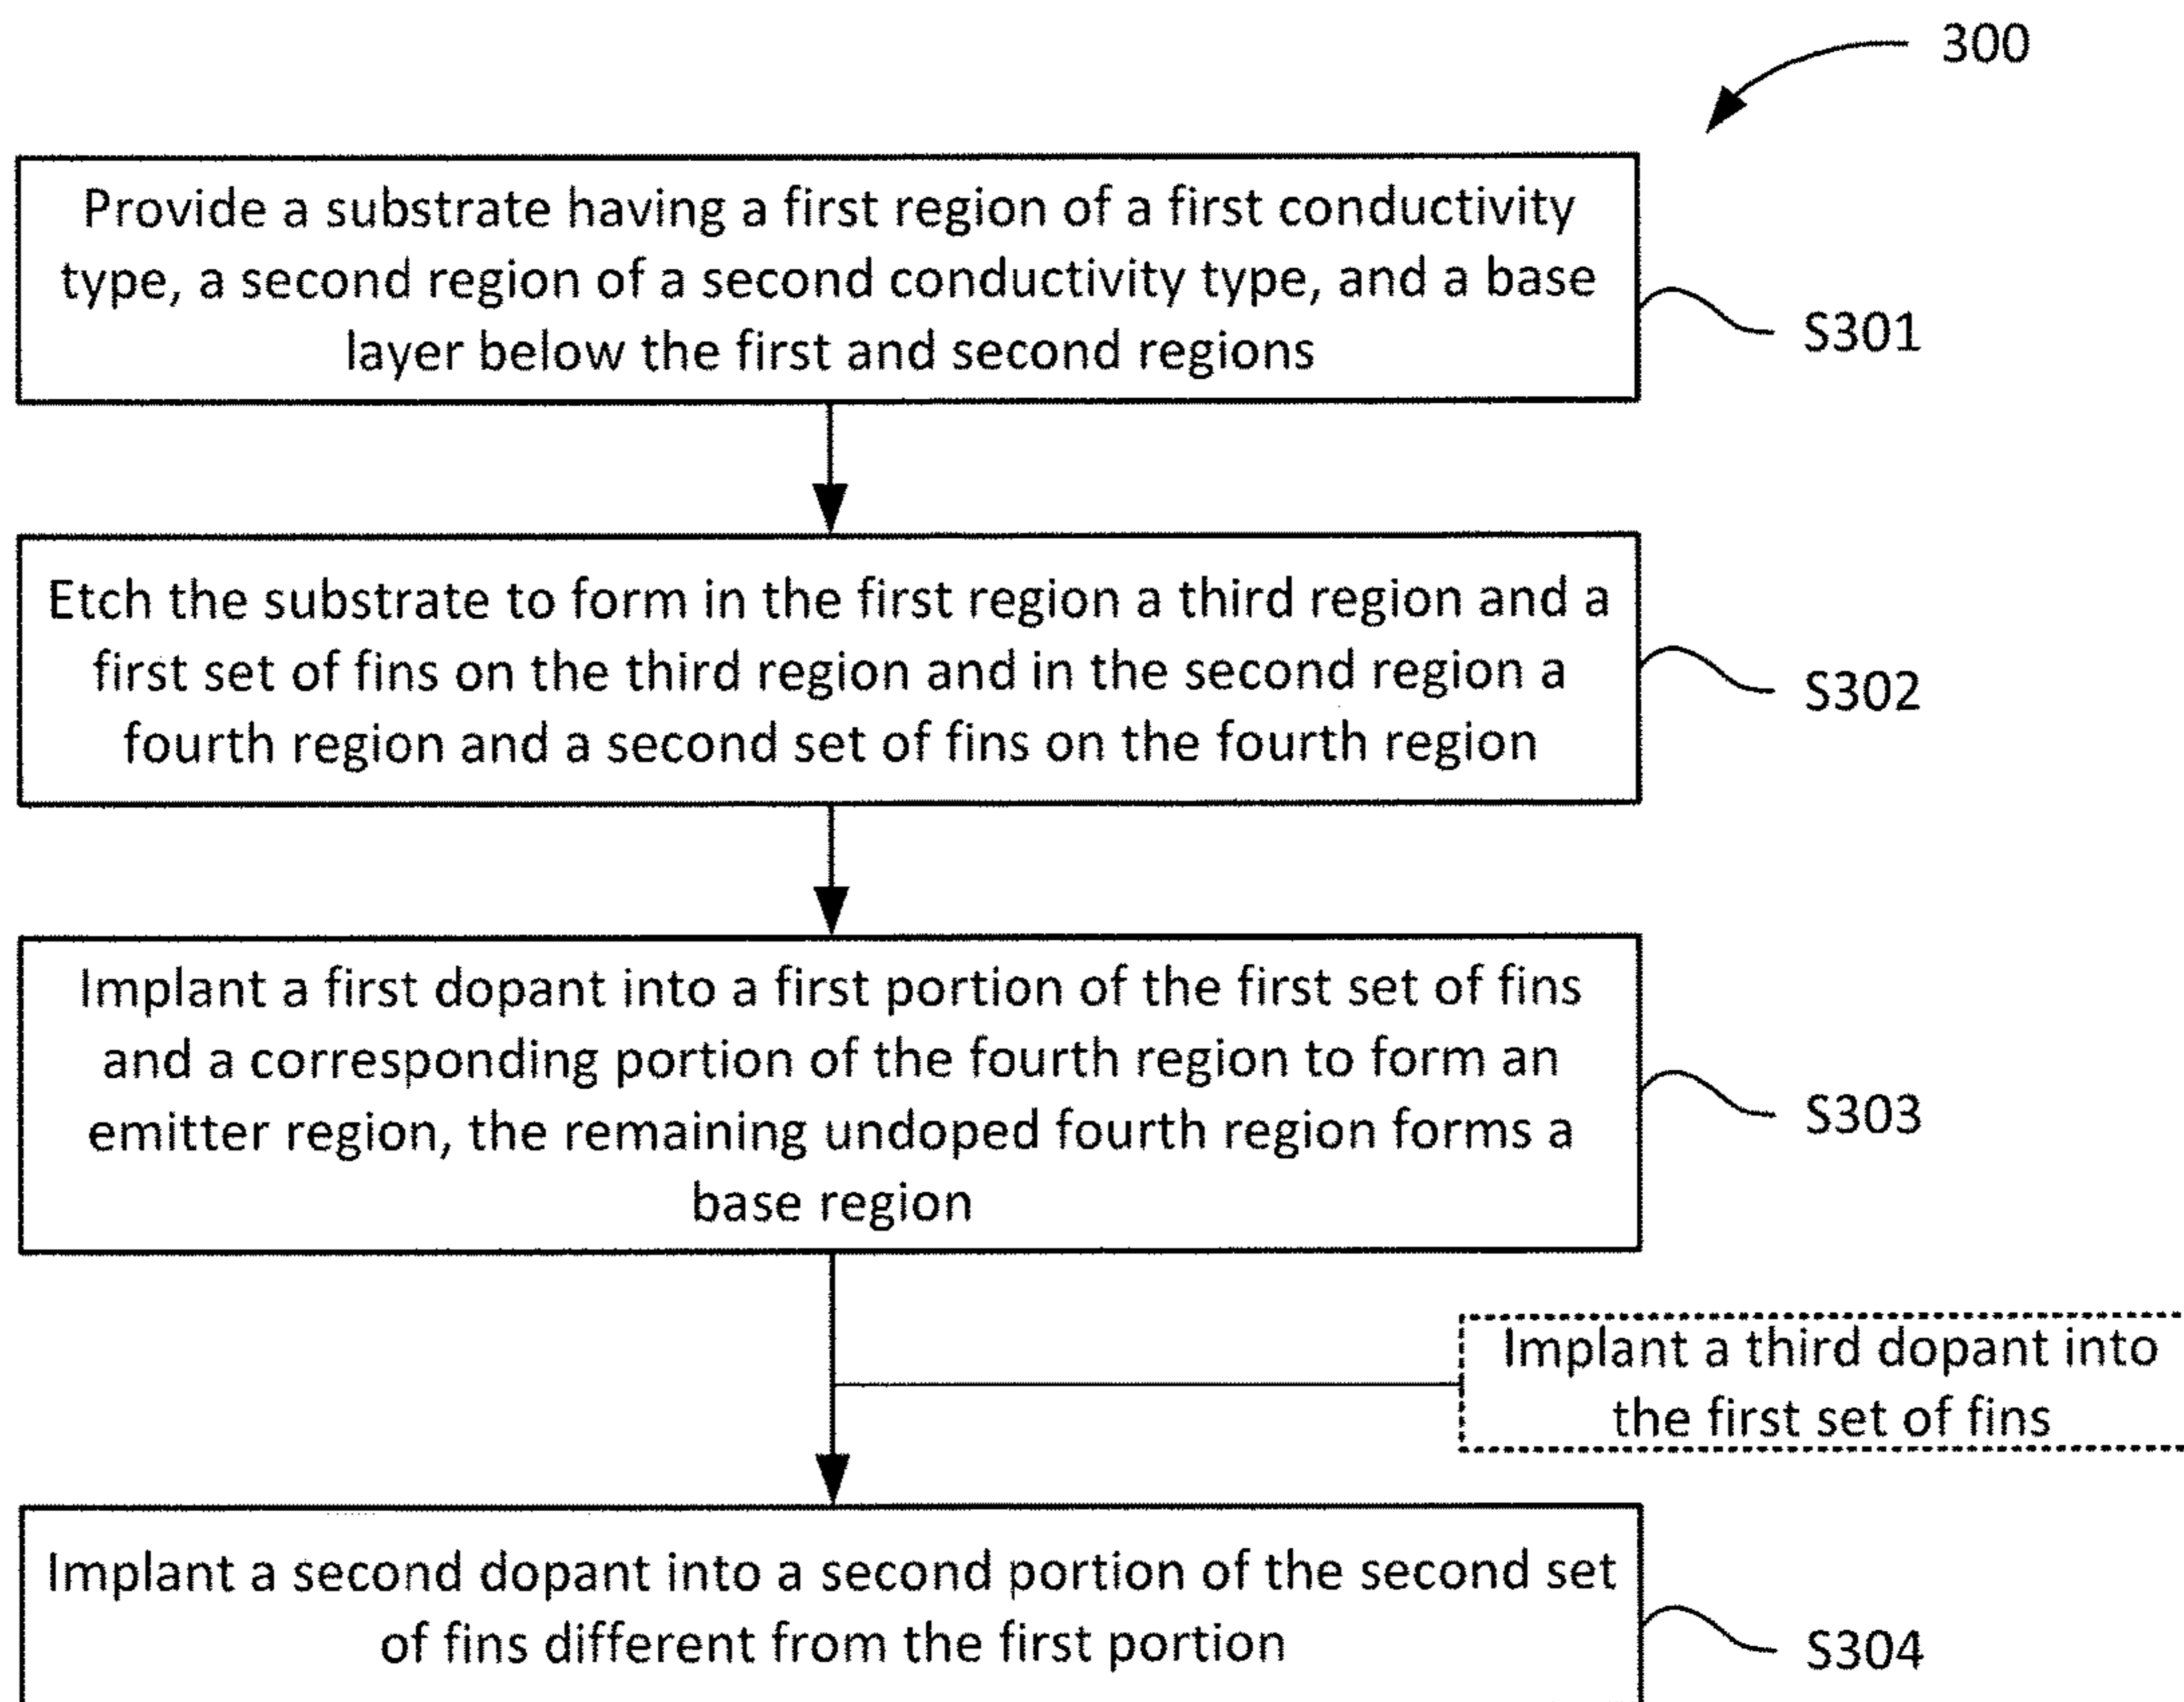 300
Provide a substrate having a first region of a first conductivity
type, a second region of a second conductivity type, and a base
layer below the first and second regions
S301
Etch the substrate to form in the first region a third region and a
first set of fins on the third region and in the second region a
fourth region and a second set of fins on the fourth region
S302
Implant a first dopant into a first portion of the first set of fins
and a corresponding portion of the fourth region to form an
emitter region, the remaining undoped fourth region forms a
base region
S303
Implant a third dopant into
the first set of fins
Implant a second dopant into a second portion of the second set
of fins different from the first portion
S304